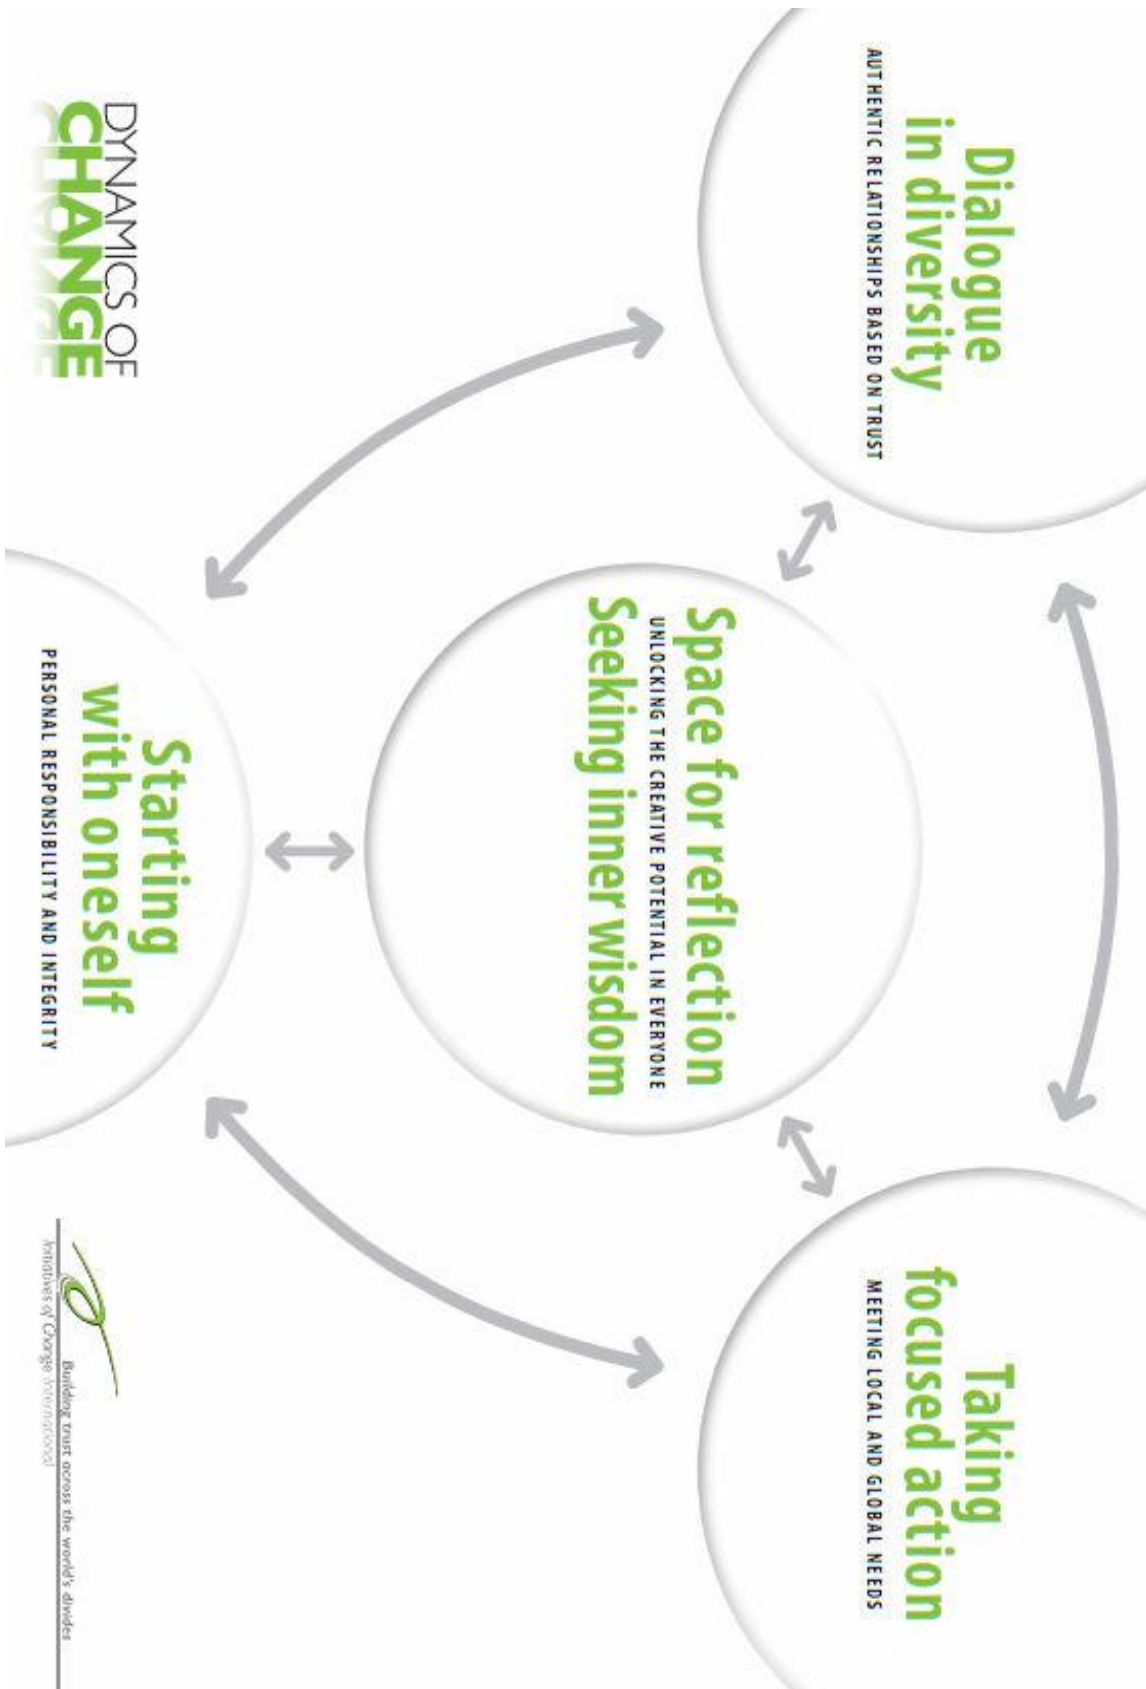 Dialogue
in diversity
AUTHENTIC RELATIONSHIPS BASED ON TRUST
Taking
focused action
MEETING LOCAL AND GLOBAL NEEDS
Space for reflection
UNLOCKING THE CREATIVE POTENTIAL IN EVERYONE
Seeking inner wisdom
Starting
with oneself
PERSONAL RESPONSIBILITY AND INTEGRITY
DYNAMICS OF
CHANGE
Building trust across the world's divides
Initiatives of Change International